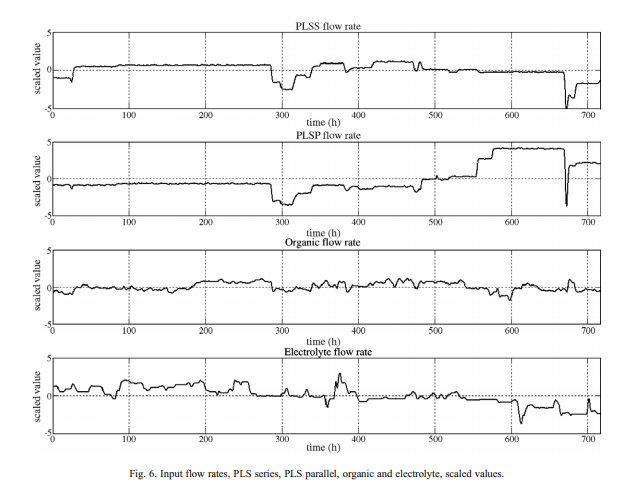 PLSS flow rate
5
0
-5
scaled value
0 100 200 300 400 500 600 700
time (h)
PLSP flow rate
5
0
-5
scaled value
0 100 200 300 400 500 600 700
time (h)
Organic flow rate
5
0
-5
scaled value
0 100 200 300 400 500 600 700
time (h)
Electrolyte flow rate
5
0
-5
scaled value
0 100 200 300 400 500 600 700
time (h)
Fig. 6. Input flow rates, PLS series, PLS parallel, organic and electrolyte, scaled values.